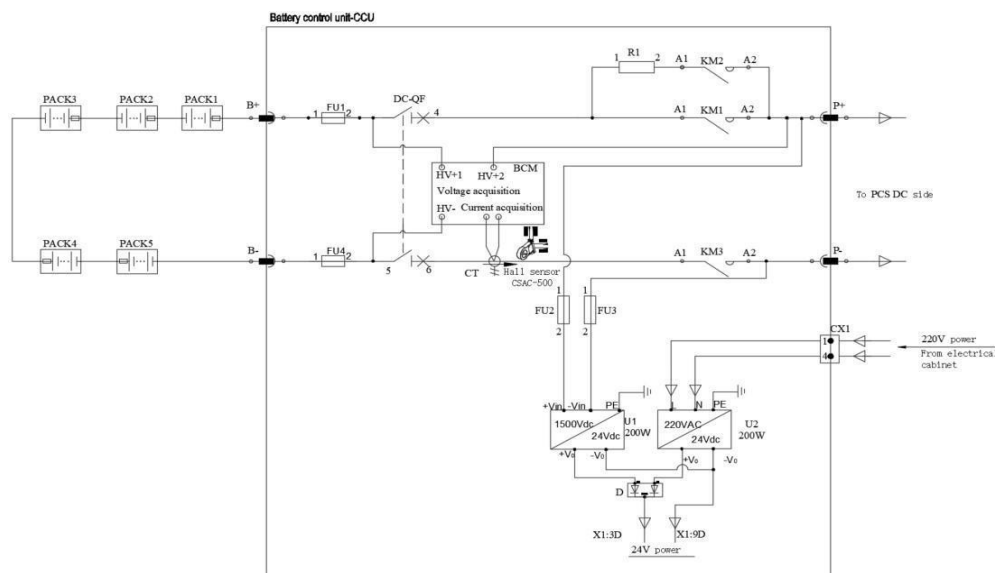 Battery control unit-CCU
R1
1 2 A1 KM2 A2
PACK3 PACK2 PACK1 B+ FU1 DC-QF A1 KM1 A2 P+
1 2 4
BCM
HV+1 HV+2
Voltage acquisition
HV- Current acquisition
To PCS DC side
PACK4 PACK5 B- FU4 A1 KM3 A2 P-
5 6 CT Hall sensor
CSAC-500
1 1
FU2 FU3
2 2
CX1
1 220V power
4 From electrical
cabinet
+Vin -Vin PE L N PE
1500Vdc U1 220VAC U2
24Vdc 200W 24Vdc 200W
+V0 -V0 +V0 -V0
D
X1:3D X1:9D
24V power